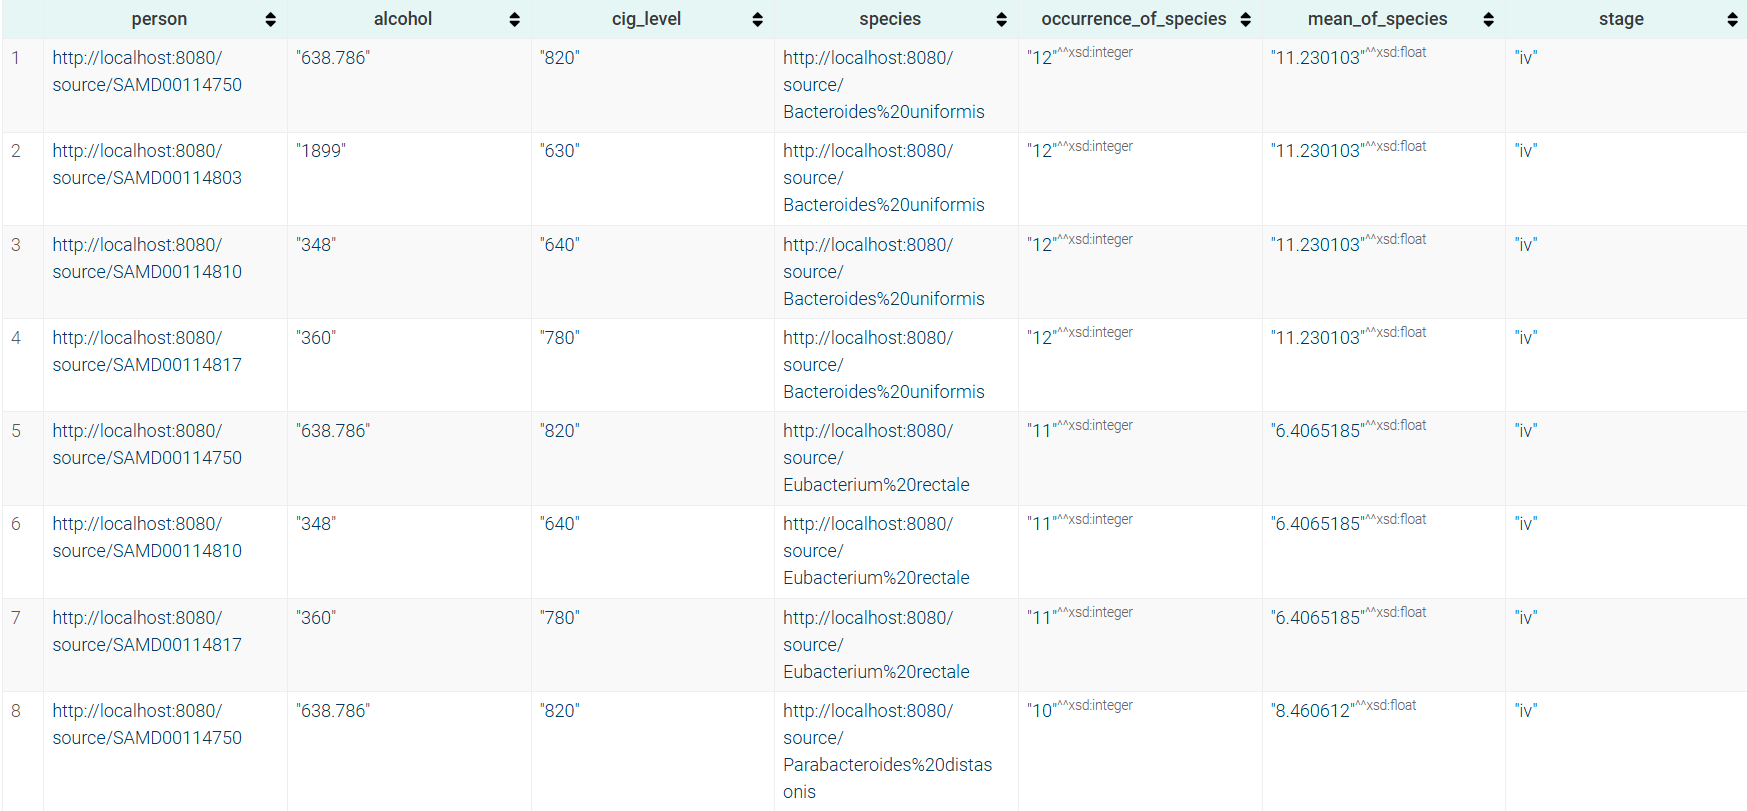 person alcohol cig_level species occurrence_of_species mean_of_species stage
1 http://localhost:8080/ "638.786" "820" http://localhost:8080/ "12"^^xsd:integer "11.230103"^^xsd:float "iv"
source/SAMD00114750 source/
Bacteroides%20uniformis
2 http://localhost:8080/ "1899" "630" http://localhost:8080/ "12"^^xsd:integer "11.230103"^^xsd:float "iv"
source/SAMD00114803 source/
Bacteroides%20uniformis
3 http://localhost:8080/ "348" "640" http://localhost:8080/ "12"^^xsd:integer "11.230103"^^xsd:float "iv"
source/SAMD00114810 source/
Bacteroides%20uniformis
4 http://localhost:8080/ "360" "780" http://localhost:8080/ "12"^^xsd:integer "11.230103"^^xsd:float "iv"
source/SAMD00114817 source/
Bacteroides%20uniformis
5 http://localhost:8080/ "638.786" "820" http://localhost:8080/ "11"^^xsd:integer "6.4065185"^^xsd:float "iv"
source/SAMD00114750 source/
Eubacterium%20rectale
6 http://localhost:8080/ "348" "640" http://localhost:8080/ "11"^^xsd:integer "6.4065185"^^xsd:float "iv"
source/SAMD00114810 source/
Eubacterium%20rectale
7 http://localhost:8080/ "360" "780" http://localhost:8080/ "11"^^xsd:integer "6.4065185"^^xsd:float "iv"
source/SAMD00114817 source/
Eubacterium%20rectale
8 http://localhost:8080/ "638.786" "820" http://localhost:8080/ "10"^^xsd:integer "8.460612"^^xsd:float "iv"
source/SAMD00114750 source/
Parabacteroides%20distas
onis